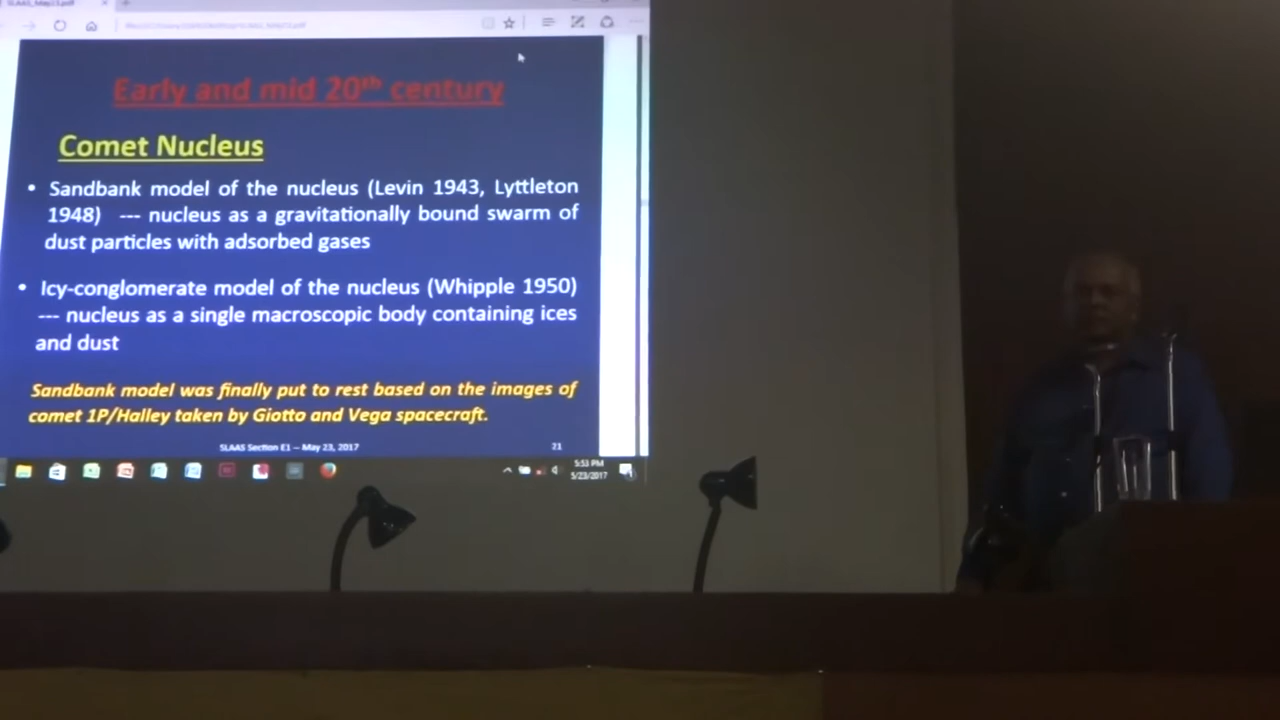 SLAAS_May23.pdf
Early and mid 20th century
Comet Nucleus
• Sandbank model of the nucleus (Levin 1943, Lyttleton
1948) --- nucleus as a gravitationally bound swarm of
dust particles with adsorbed gases
• Icy-conglomerate model of the nucleus (Whipple 1950)
--- nucleus as a single macroscopic body containing ices
and dust
Sandbank model was finally put to rest based on the images of
comet 1P/Halley taken by Giotto and Vega spacecraft.
SLAAS Section E1 – May 23, 2017
21
5:53 PM
5/23/2017